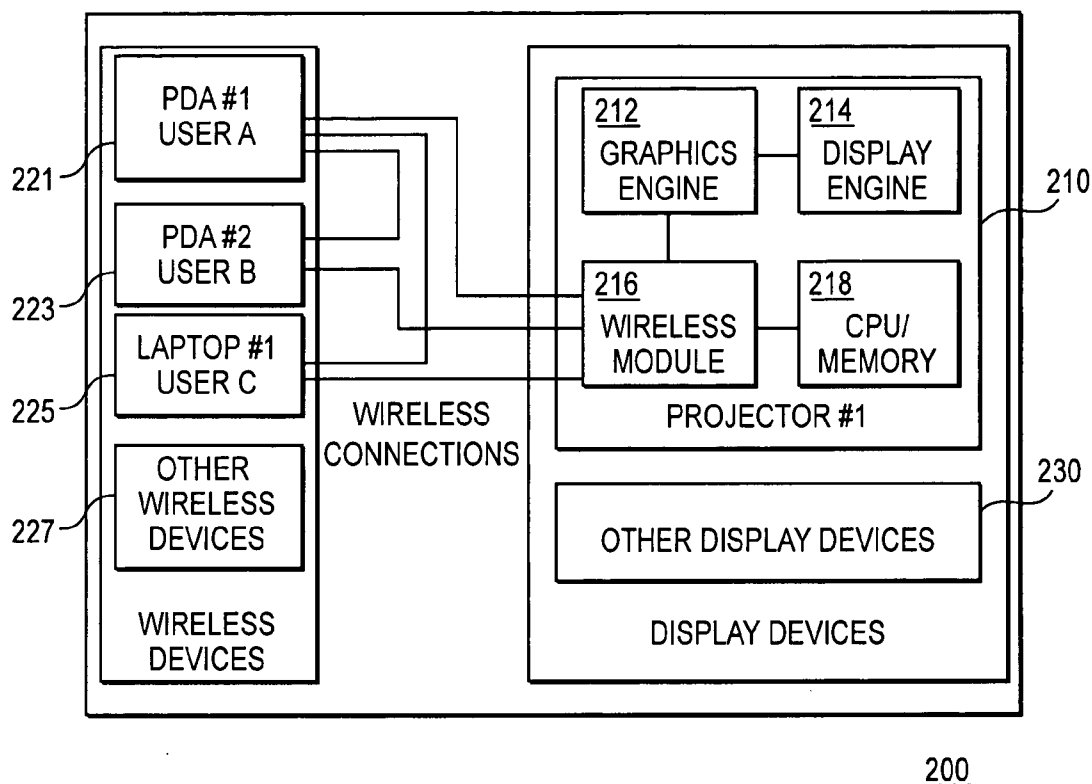 PDA #1
USER A
221
PDA #2
USER B
223
LAPTOP #1
USER C
225
OTHER
WIRELESS
DEVICES
227
WIRELESS
DEVICES
WIRELESS
CONNECTIONS
212
GRAPHICS
ENGINE
214
DISPLAY
ENGINE
210
216
WIRELESS
MODULE
218
CPU/
MEMORY
PROJECTOR #1
230
OTHER DISPLAY DEVICES
DISPLAY DEVICES
200